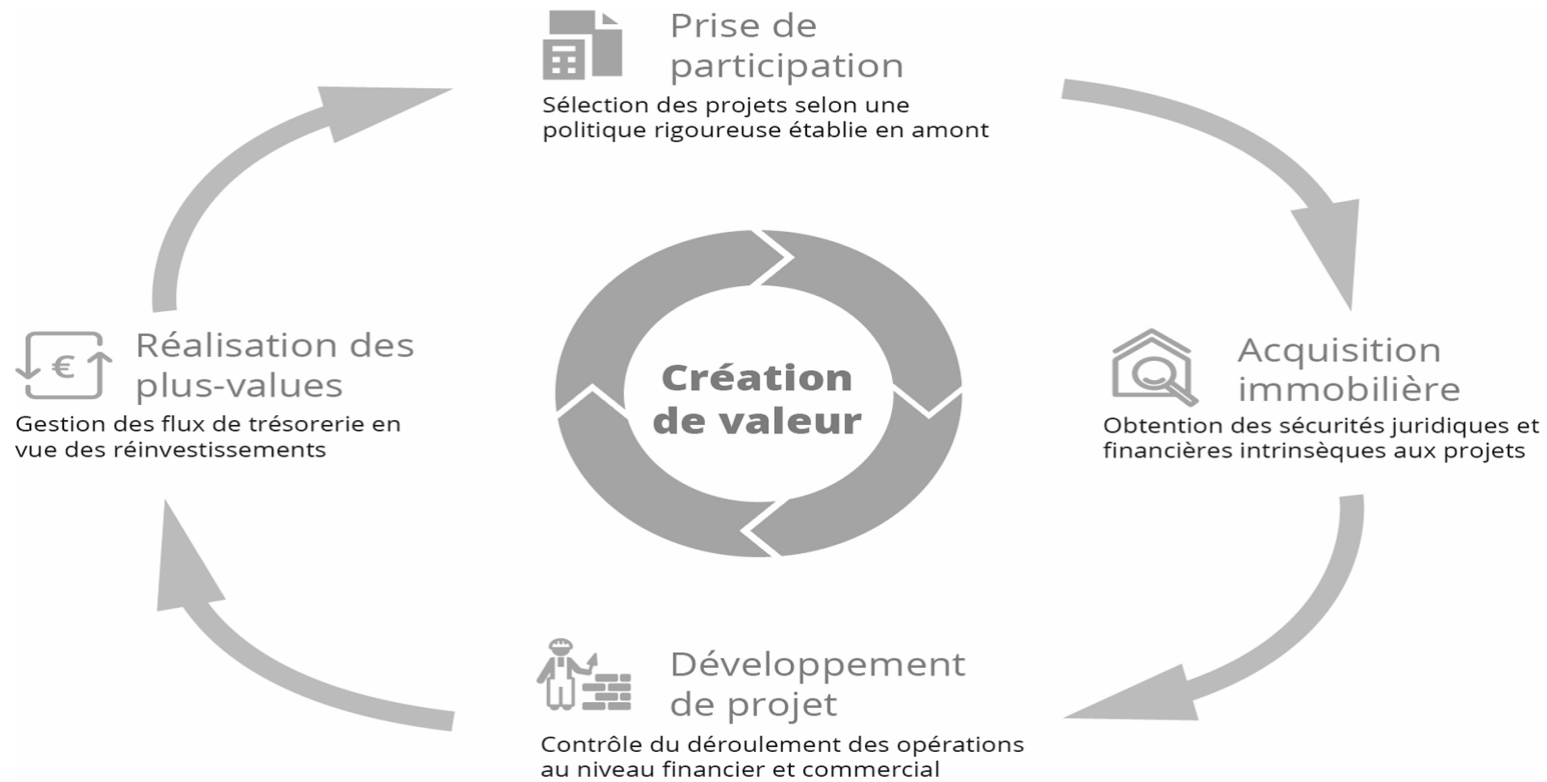 Prise de
participation
Sélection des projets selon une
politique rigoureuse établie en amont
Réalisation des
plus-values
Gestion des flux de trésorerie en
vue des réinvestissements
€
Création
de valeur
Acquisition
immobilière
Obtention des sécurités juridiques et
financières intrinsèques aux projets
Développement
de projet
Contrôle du déroulement des opérations
au niveau financier et commercial